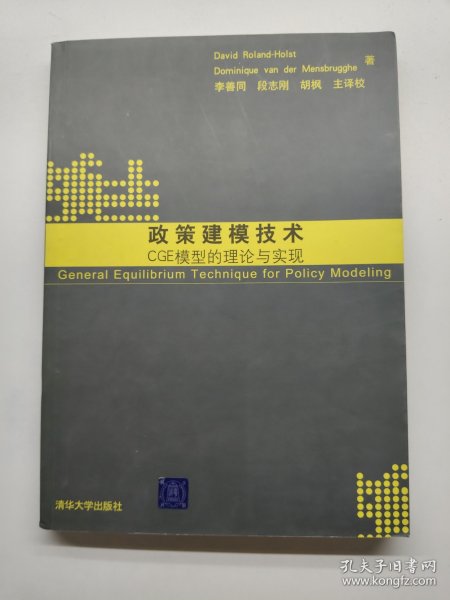 David Roland-Holst
Dominique van der Mensbrugghe 著
李善同 段志刚 胡枫 主译校
政策建模技术
CGE模型的理论与实现
General Equilibrium Technique for Policy Modeling
清华大学出版社
孔夫子旧书网
www.kongfz.com